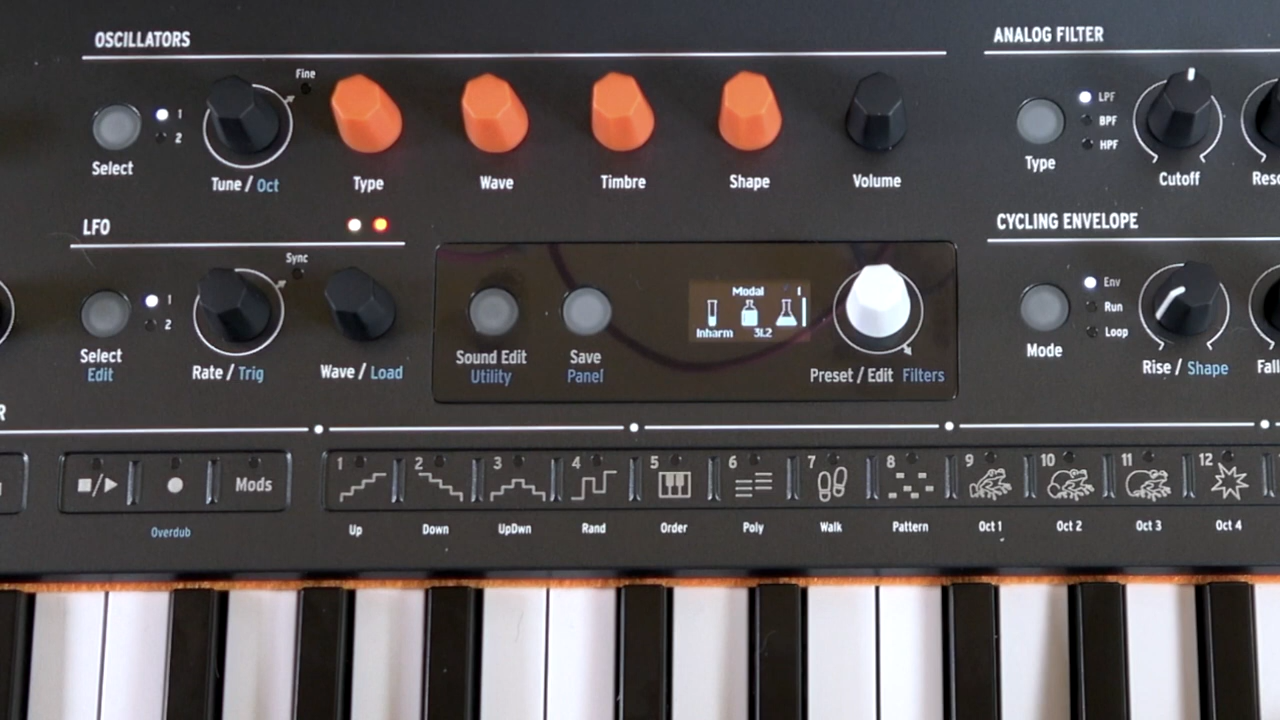 OSCILLATORS
Fine
Select
1
2
Tune / Oct
Type
Wave
Timbre
Shape
Volume
ANALOG FILTER
Type
LPF
BPF
HPF
Cutoff
LFO
Sync
Select
Edit
1
2
Rate / Trig
Wave / Load
Sound Edit
Utility
Save
Panel
Modal 1
Inharm 3L2
Preset / Edit Filters
CYCLING ENVELOPE
Mode
Env
Run
Loop
Rise / Shape
Mods
Overdub
1 2 3 4 5 6 7 8 9 10 11 12
Up Down UpDwn Rand Order Poly Walk Pattern Oct 1 Oct 2 Oct 3 Oct 4